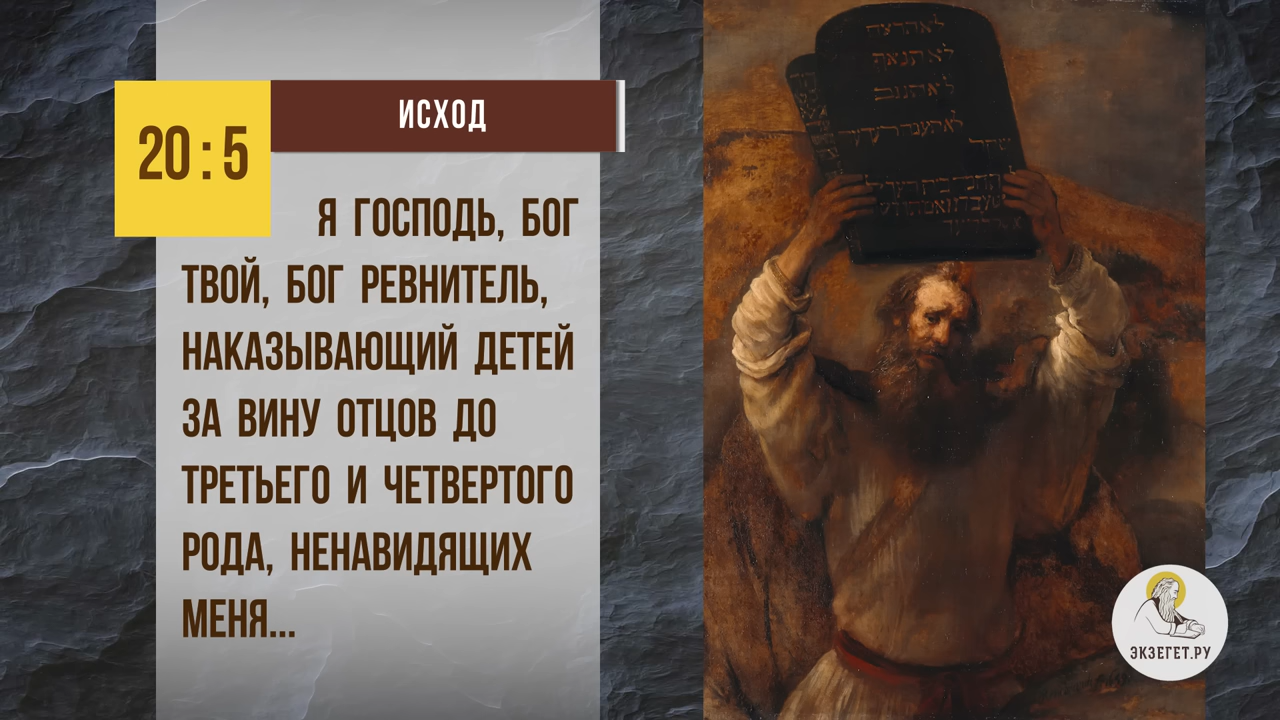 20:5
ИСХОД
Я ГОСПОДЬ, БОГ
ТВОЙ, БОГ РЕВНИТЕЛЬ,
НАКАЗЫВАЮЩИЙ ДЕТЕЙ
ЗА ВИНУ ОТЦОВ ДО
ТРЕТЬЕГО И ЧЕТВЕРТОГО
РОДА, НЕНАВИДЯЩИХ
МЕНЯ...
ЭКЗЕГЕТ.РУ